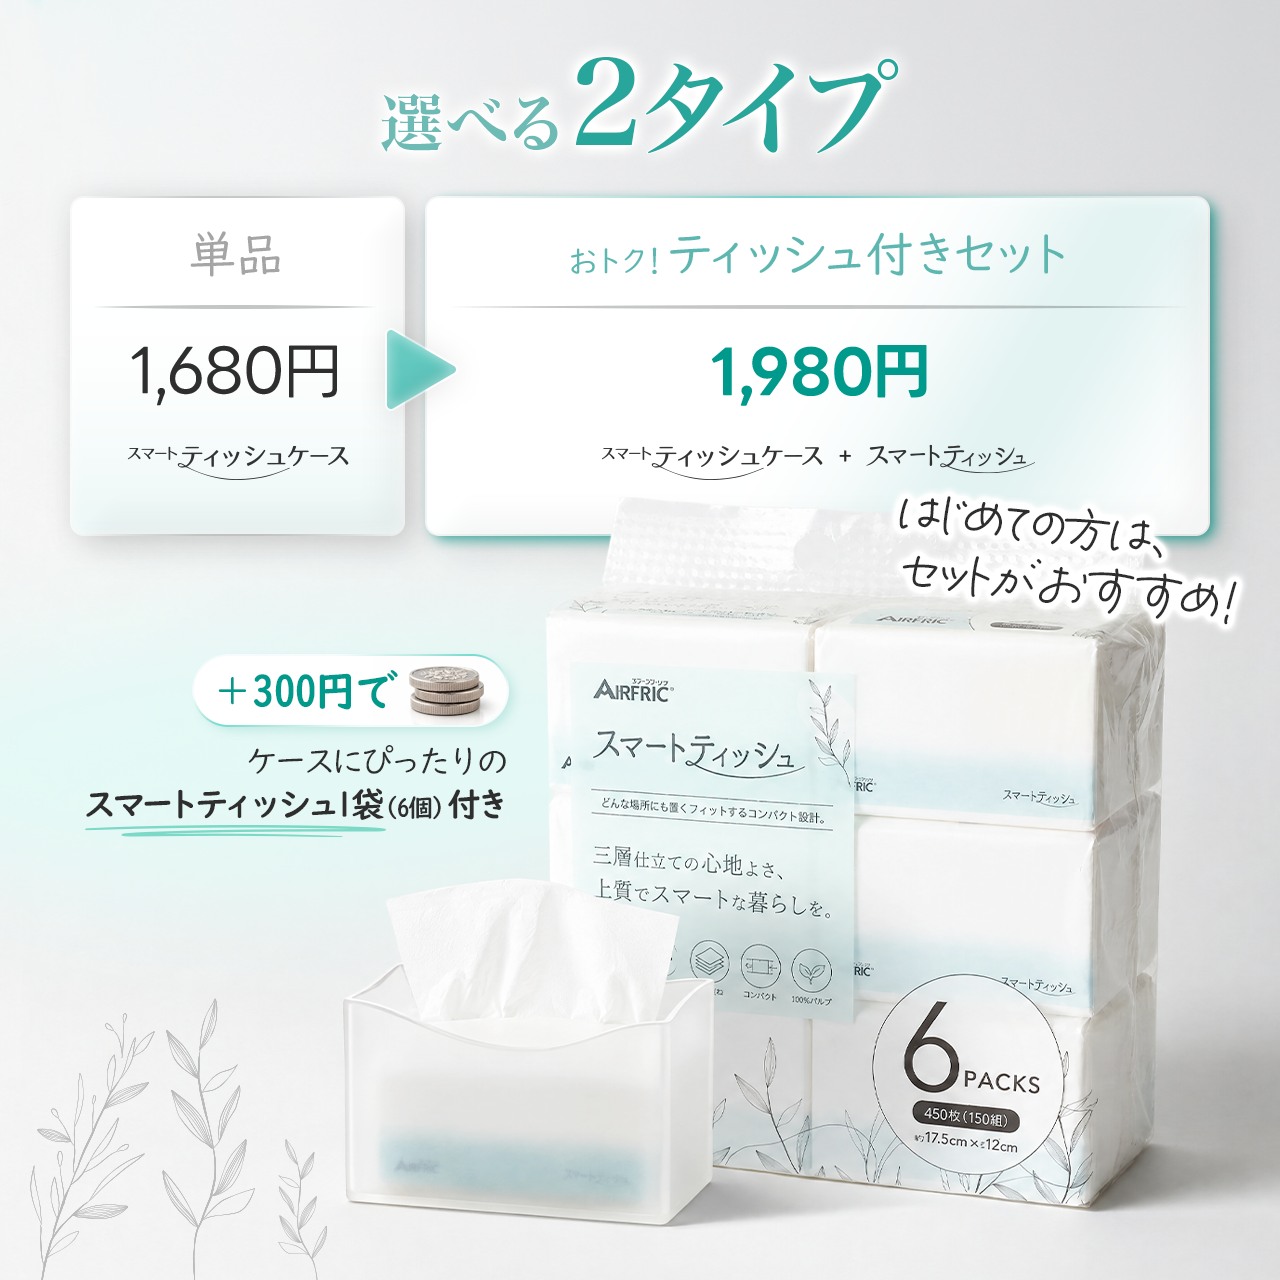 選べる2タイプ
単品
1,680円
スマートティッシュケース
おトク！ティッシュ付きセット
1,980円
スマートティッシュケース + スマートティッシュ
はじめての方は、
セットがおすすめ！
＋300円で
ケースにぴったりの
スマートティッシュ1袋(6個)付き
AIRFRIC®
スマートティッシュ
どんな場所にも置くフィットするコンパクト設計。
三層仕立ての心地よさ、
上質でスマートな暮らしを。
コンパクト
100%パルプ
AIRFRIC
スマートティッシュ
スマートティッシュ
6PACKS
450枚(150組)
約17.5cm×12cm